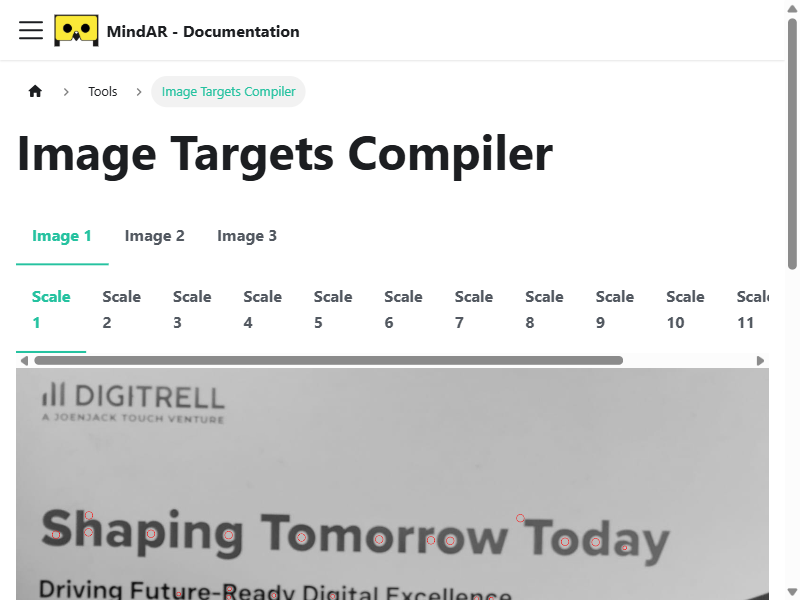 MindAR - Documentation
Tools
Image Targets Compiler
Image Targets Compiler
Image 1 Image 2 Image 3
Scale 1 Scale 2 Scale 3 Scale 4 Scale 5 Scale 6 Scale 7 Scale 8 Scale 9 Scale 10 Scale 11
DIGITRELL
A JOENJACK TOUCH VENTURE
Shaping Tomorrow Today
Driving Future-Ready Digital Excellence